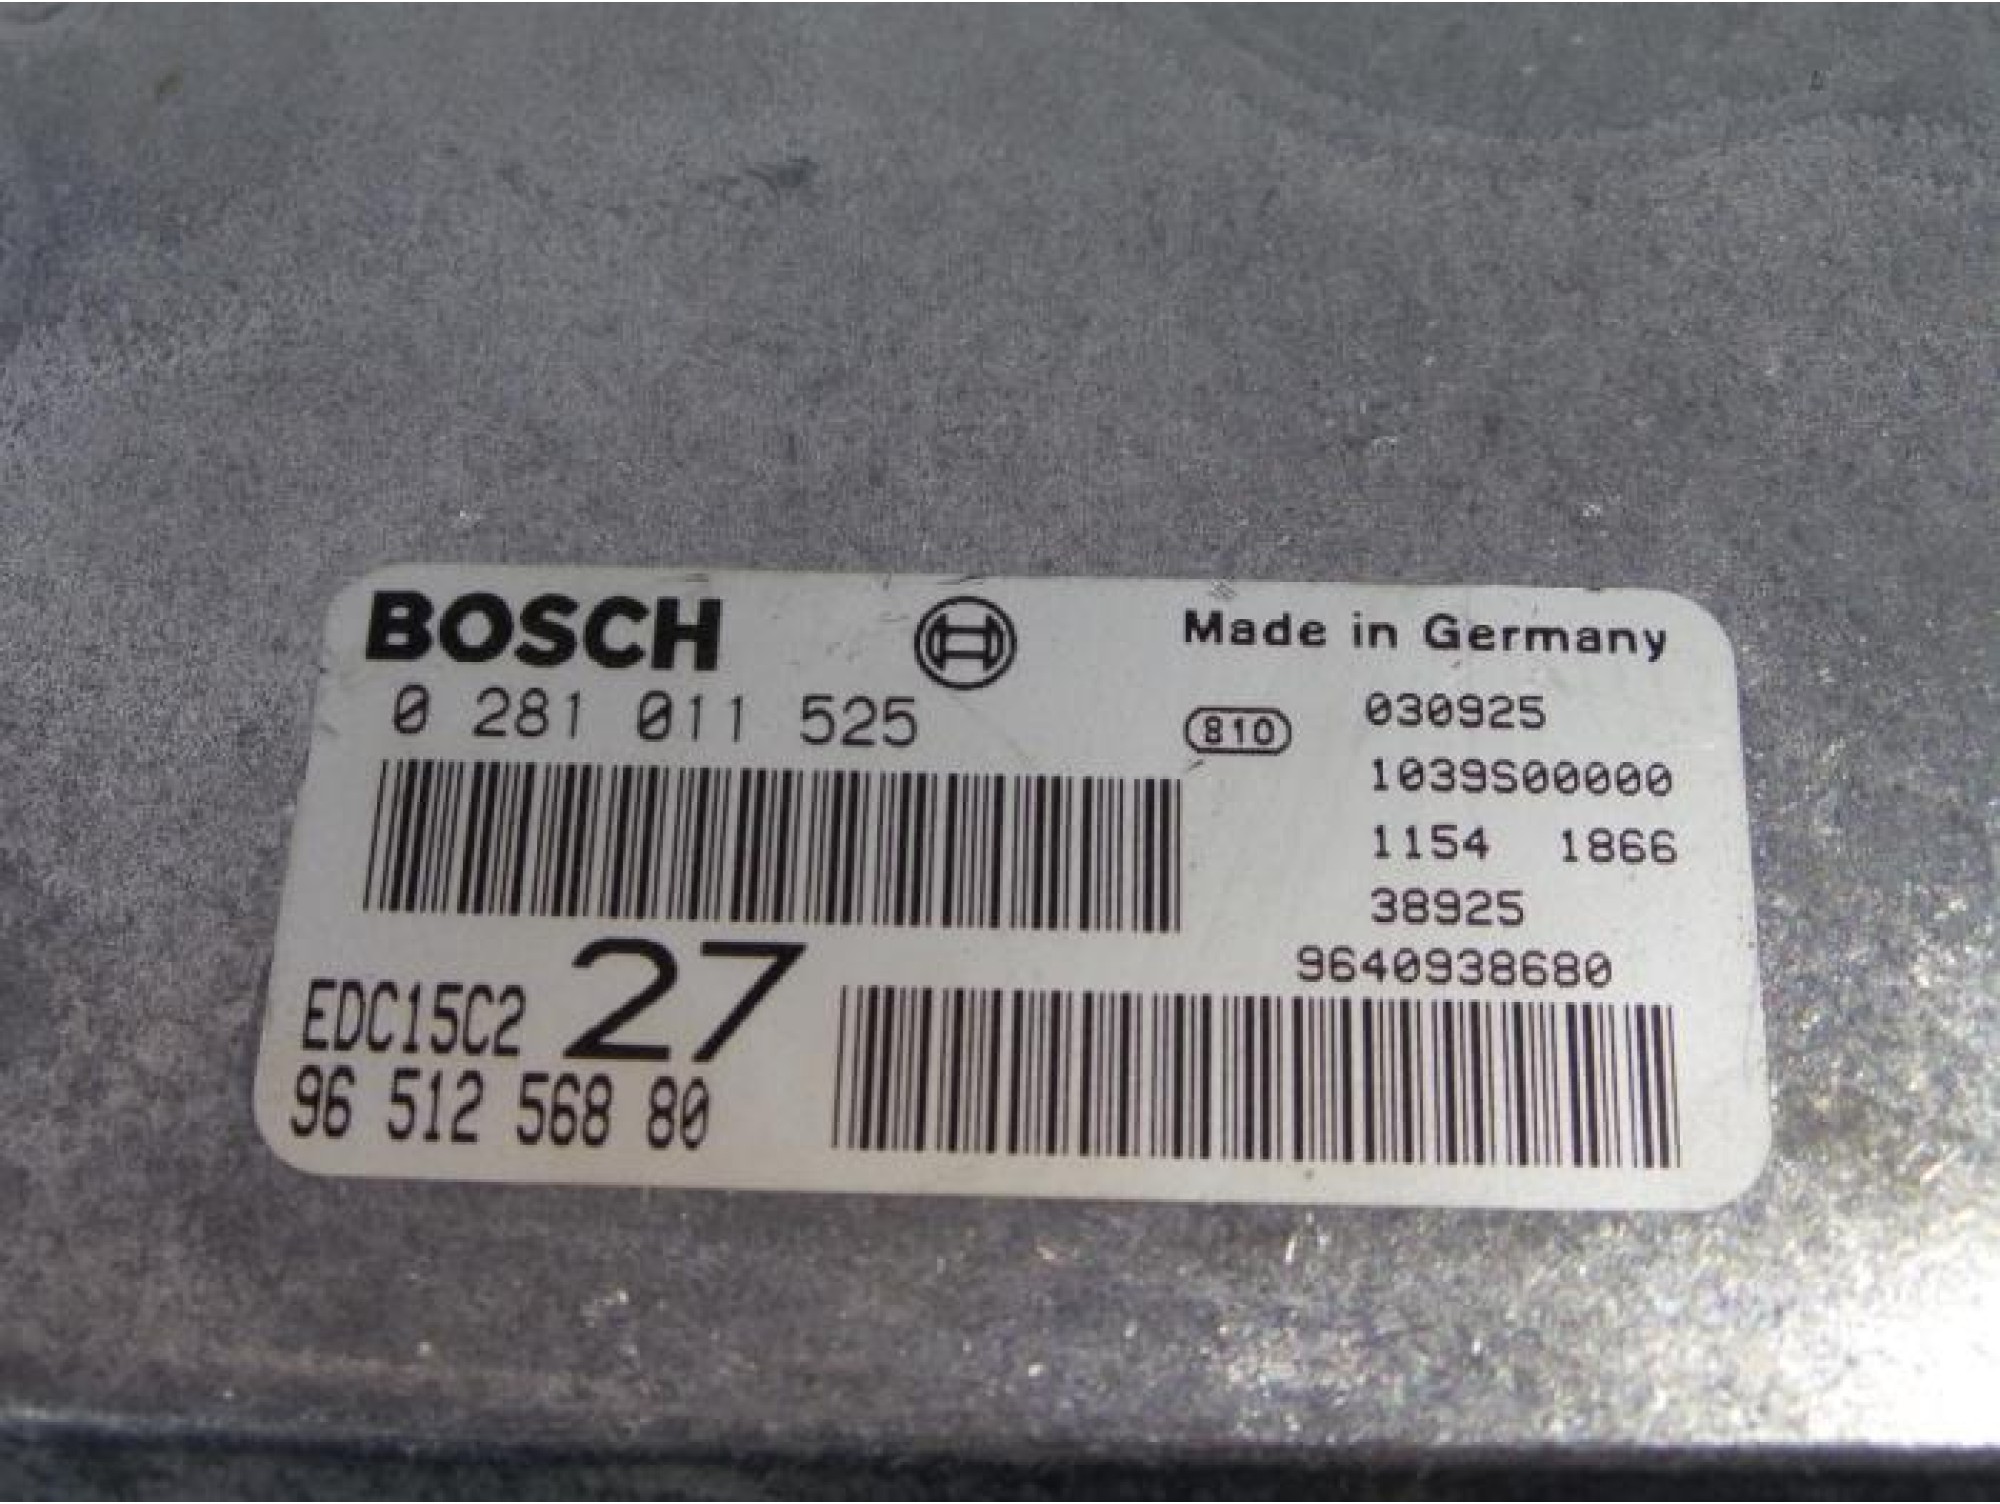 BOSCH
Made in Germany
0 281 011 525
810
030925
1039S00000
1154 1866
38925
9640938680
EDC15C2 27
96 512 568 80